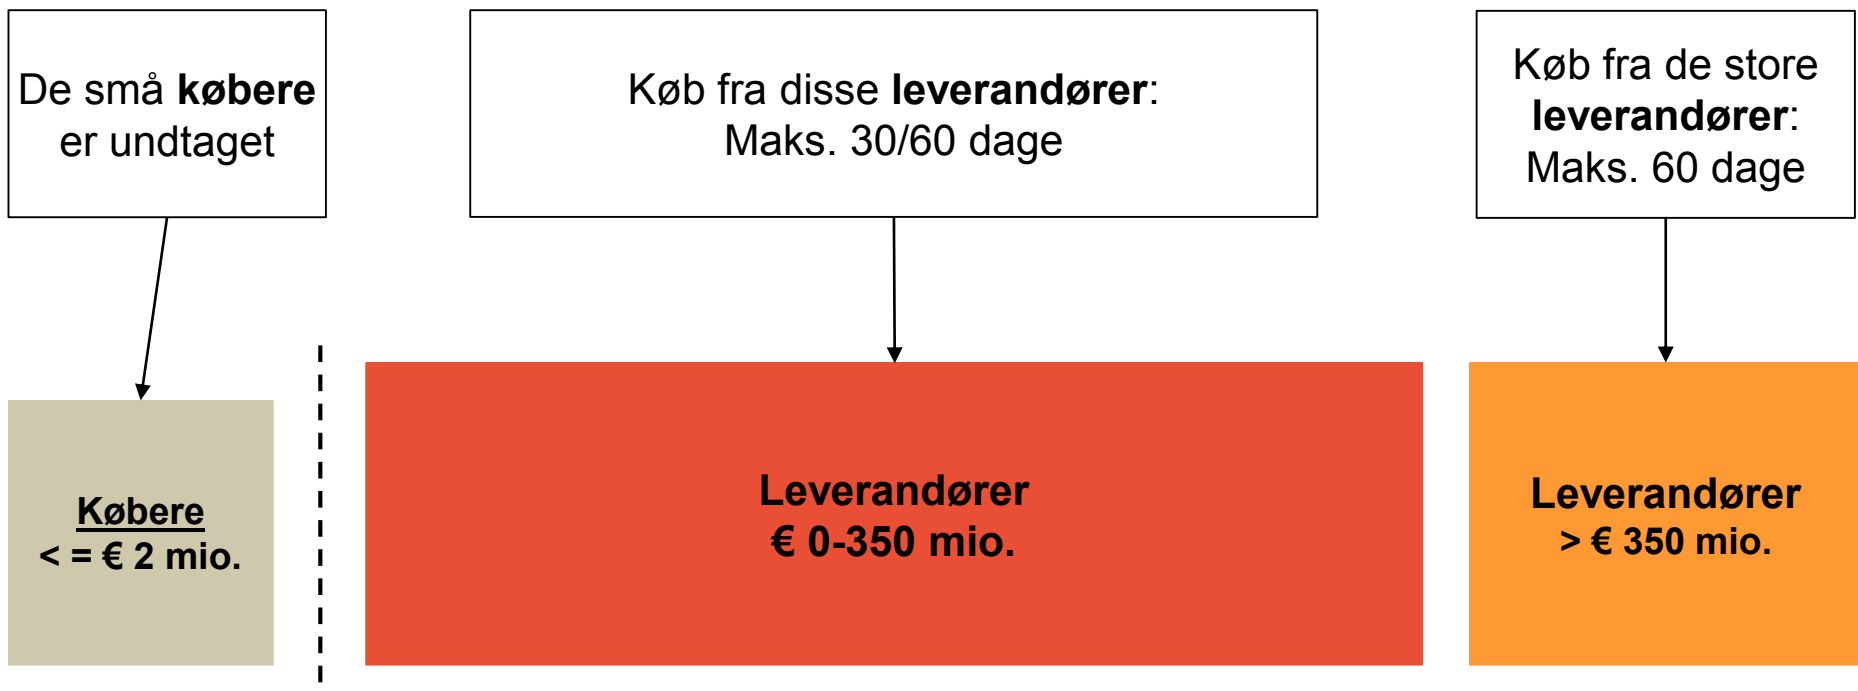 De små købere
er undtaget
Køb fra disse leverandører:
Maks. 30/60 dage
Køb fra de store
leverandører:
Maks. 60 dage
Købere
< = € 2 mio.
Leverandører
€ 0-350 mio.
Leverandører
> € 350 mio.